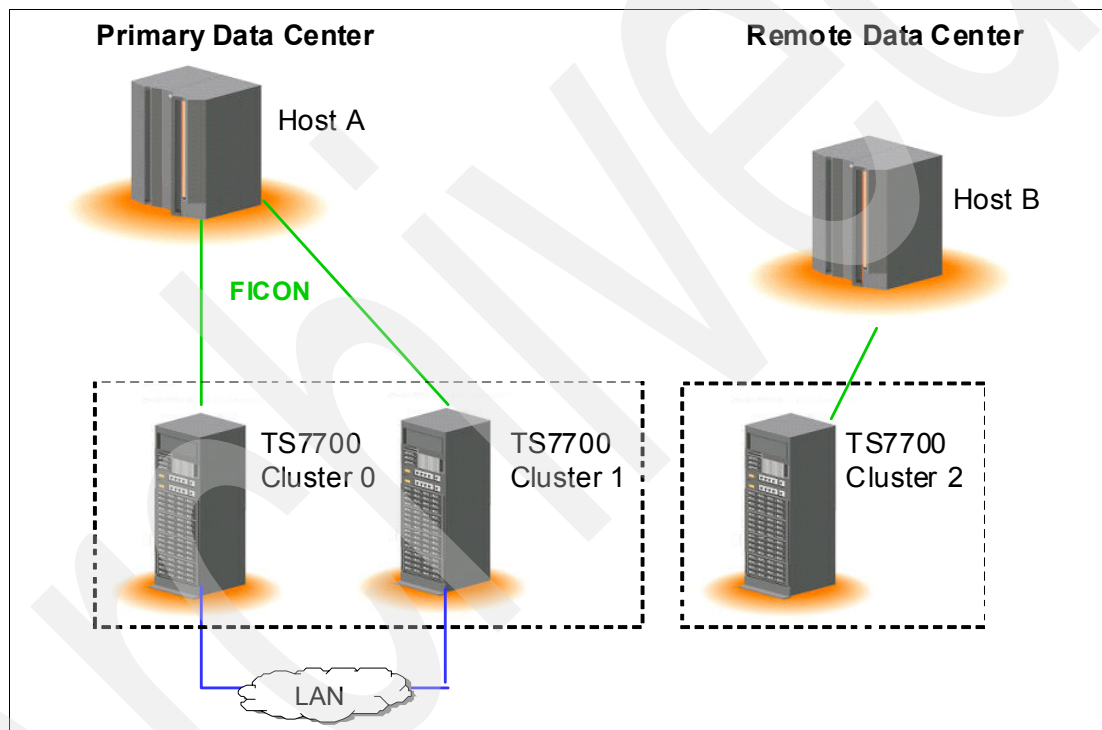 Primary Data Center
Remote Data Center
Host A
Host B
FICON
TS7700
Cluster 0
TS7700
Cluster 1
TS7700
Cluster 2
LAN